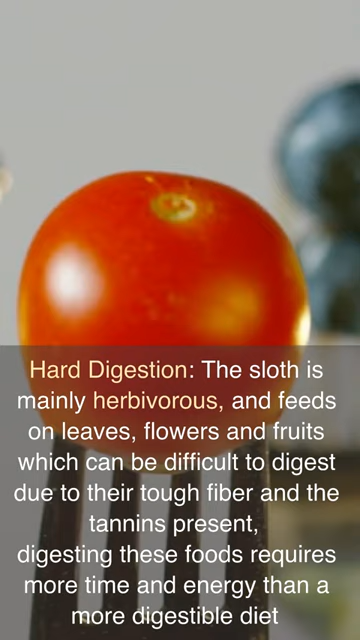 Hard Digestion: The sloth is
mainly herbivorous, and feeds
on leaves, flowers and fruits
which can be difficult to digest
due to their tough fiber and the
tannins present,
digesting these foods requires
more time and energy than a
more digestible diet